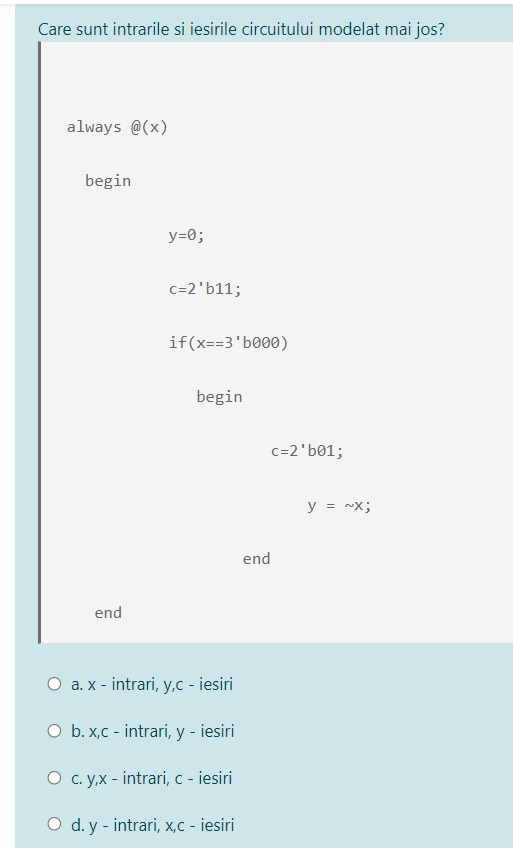 Care sunt intrarile si iesirile circuitului modelat mai jos?
always @(x)
begin
y=0;
c=2'b11;
if(x==3'b000)
begin
c=2'b01;
y = ~x;
end
end
a. x - intrari, y,c - iesiri
b. x,c - intrari, y - iesiri
c. y,x - intrari, c - iesiri
d. y - intrari, x,c - iesiri